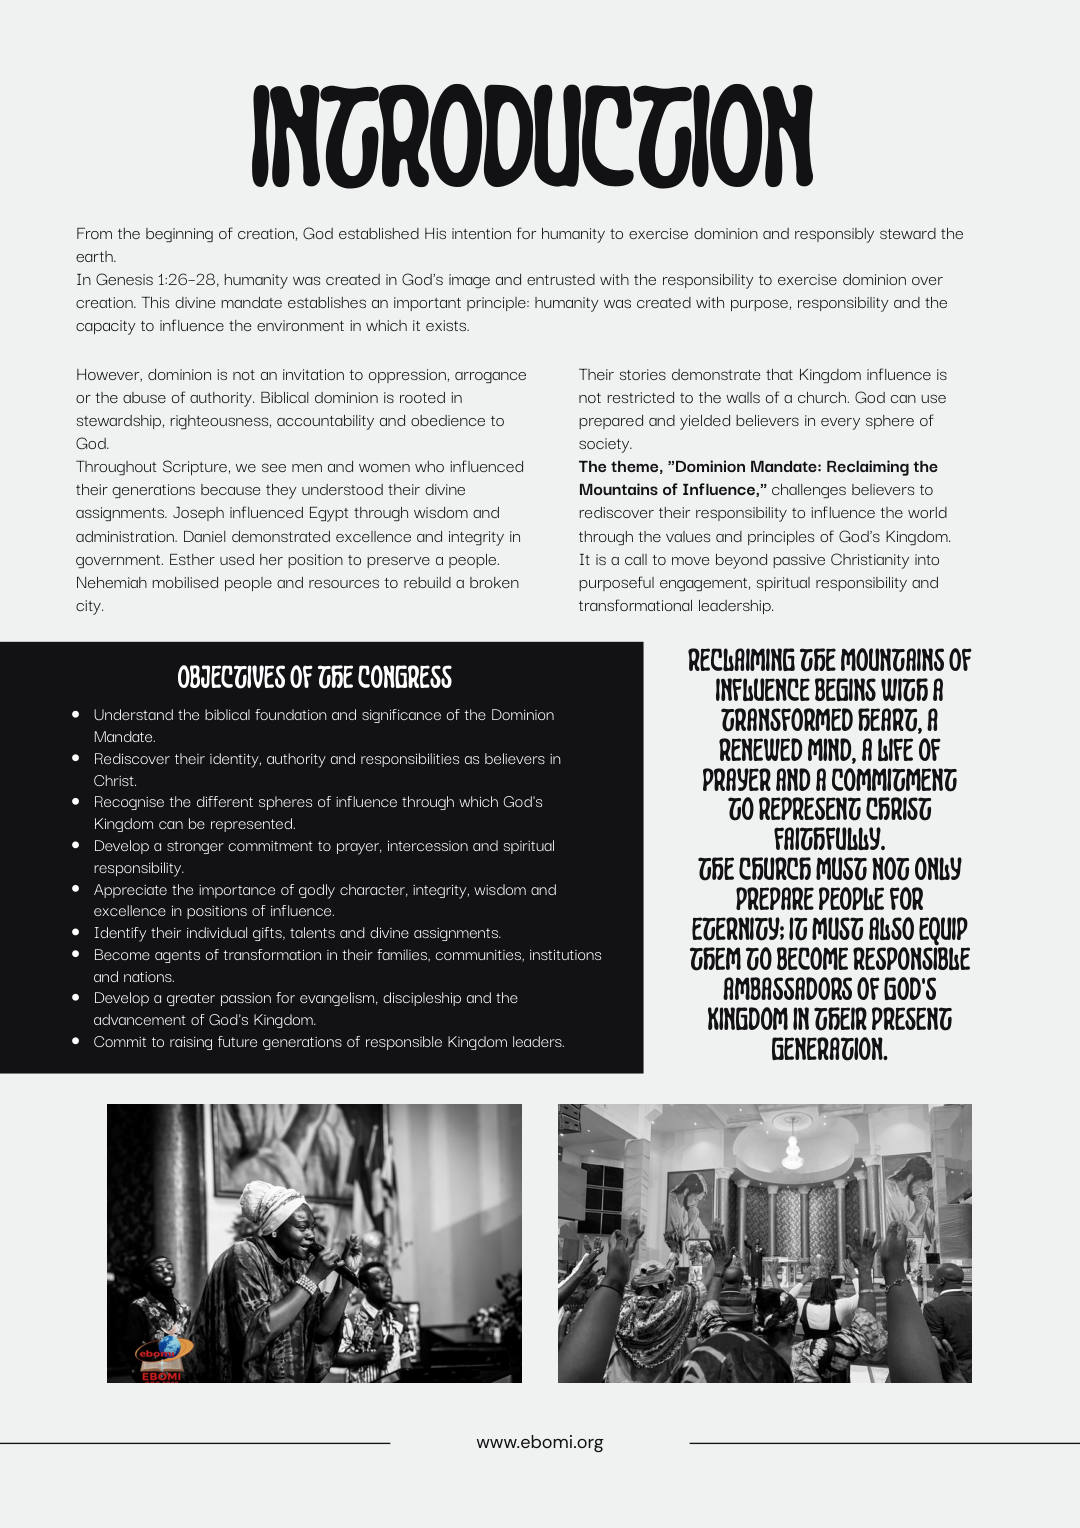 INTRODUCTION
From the beginning of creation, God established His intention for humanity to exercise dominion and responsibly steward the
earth.
In Genesis 1:26–28, humanity was created in God's image and entrusted with the responsibility to exercise dominion over
creation. This divine mandate establishes an important principle: humanity was created with purpose, responsibility and the
capacity to influence the environment in which it exists.
However, dominion is not an invitation to oppression, arrogance
or the abuse of authority. Biblical dominion is rooted in
stewardship, righteousness, accountability and obedience to
God.
Throughout Scripture, we see men and women who influenced
their generations because they understood their divine
assignments. Joseph influenced Egypt through wisdom and
administration. Daniel demonstrated excellence and integrity in
government. Esther used her position to preserve a people.
Nehemiah mobilised people and resources to rebuild a broken
city.
Their stories demonstrate that Kingdom influence is
not restricted to the walls of a church. God can use
prepared and yielded believers in every sphere of
society.
The theme, "Dominion Mandate: Reclaiming the
Mountains of Influence," challenges believers to
rediscover their responsibility to influence the world
through the values and principles of God's Kingdom.
It is a call to move beyond passive Christianity into
purposeful engagement, spiritual responsibility and
transformational leadership.
OBJECTIVES OF THE CONGRESS
• Understand the biblical foundation and significance of the Dominion
Mandate.
• Rediscover their identity, authority and responsibilities as believers in
Christ.
• Recognise the different spheres of influence through which God's
Kingdom can be represented.
• Develop a stronger commitment to prayer, intercession and spiritual
responsibility.
• Appreciate the importance of godly character, integrity, wisdom and
excellence in positions of influence.
• Identify their individual gifts, talents and divine assignments.
• Become agents of transformation in their families, communities, institutions
and nations.
• Develop a greater passion for evangelism, discipleship and the
advancement of God's Kingdom.
• Commit to raising future generations of responsible Kingdom leaders.
RECLAIMING THE MOUNTAINS OF
INFLUENCE BEGINS WITH A
TRANSFORMED HEART, A
RENEWED MIND, A LIFE OF
PRAYER AND A COMMITMENT
TO REPRESENT CHRIST
FAITHFULLY.
THE CHURCH MUST NOT ONLY
PREPARE PEOPLE FOR
ETERNITY; IT MUST ALSO EQUIP
THEM TO BECOME RESPONSIBLE
AMBASSADORS OF GOD'S
KINGDOM IN THEIR PRESENT
GENERATION.
ebomi
EBOMI
www.ebomi.org